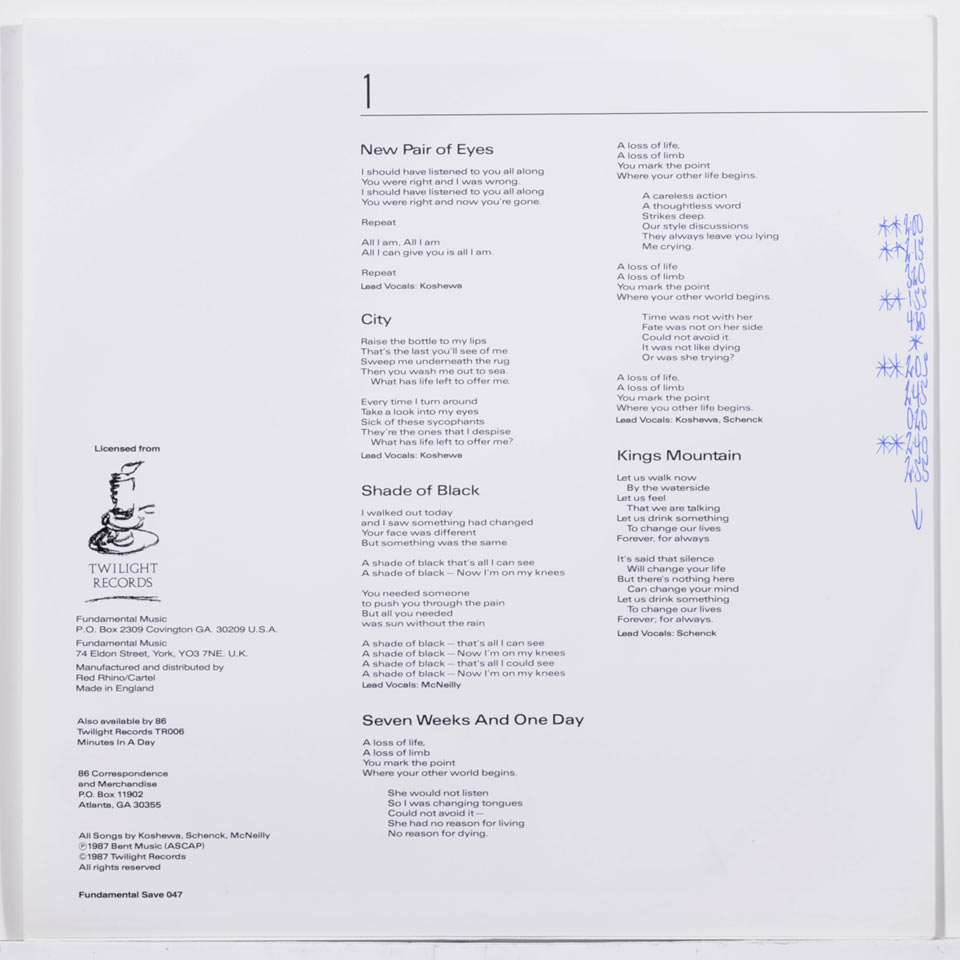 1
New Pair of Eyes
I should have listened to you all along
You were right and I was wrong.
I should have listened to you all along
You were right and now you're gone.
Repeat
All I am, All I am
All I can give you is all I am.
Repeat
Lead Vocals: Koshewa
City
Raise the bottle to my lips
That's the last you'll see of me
Sweep me underneath the rug
Then you wash me out to sea.
What has life left to offer me.
Every time I turn around
Take a look into my eyes
Sick of these sycophants
They're the ones that I despise
What has life left to offer me?
Lead Vocals: Koshewa
Shade of Black
I walked out today
and I saw something had changed
Your face was different
But something was the same
A shade of black that's all I can see
A shade of black – Now I'm on my knees
You needed someone
to push you through the pain
But all you needed
was sun without the rain
A shade of black – that's all I can see
A shade of black – Now I'm on my knees
A shade of black – that's all I could see
A shade of black – Now I'm on my knees
Lead Vocals: McNeilly
Seven Weeks And One Day
A loss of life,
A loss of limb
You mark the point
Where your other world begins.
She would not listen
So I was changing tongues
Could not avoid it –
She had no reason for living
No reason for dying.
A loss of life,
A loss of limb
You mark the point
Where your other life begins.
A careless action
A thoughtless word
Strikes deep.
Our style discussions
They always leave you lying
Me crying.
A loss of life
A loss of limb
You mark the point
Where your other world begins.
Time was not with her
Fate was not on her side
Could not avoid it.
It was not like dying
Or was she trying?
A loss of life,
A loss of limb
You mark the point
Where you other life begins.
Lead Vocals: Koshewa, Schenck
Kings Mountain
Let us walk now
By the waterside
Let us feel
That we are talking
Let us drink something
To change our lives
Forever, for always
It's said that silence
Will change your life
But there's nothing here
Can change your mind
Let us drink something
To change our lives
Forever; for always.
Lead Vocals: Schenck
**200
**215
320
**155
430
*
**205
245
020
**240
255
↓
Licensed from
TWILIGHT
RECORDS
Fundamental Music
P.O. Box 2309 Covington GA. 30209 U.S.A.
Fundamental Music
74 Eldon Street, York, YO3 7NE. U.K.
Manufactured and distributed by
Red Rhino/Cartel
Made in England
Also available by 86
Twilight Records TR006
Minutes In A Day
86 Correspondence
and Merchandise
P.O. Box 11902
Atlanta, GA 30355
All Songs by Koshewa, Schenck, McNeilly
℗1987 Bent Music (ASCAP)
©1987 Twilight Records
All rights reserved
Fundamental Save 047